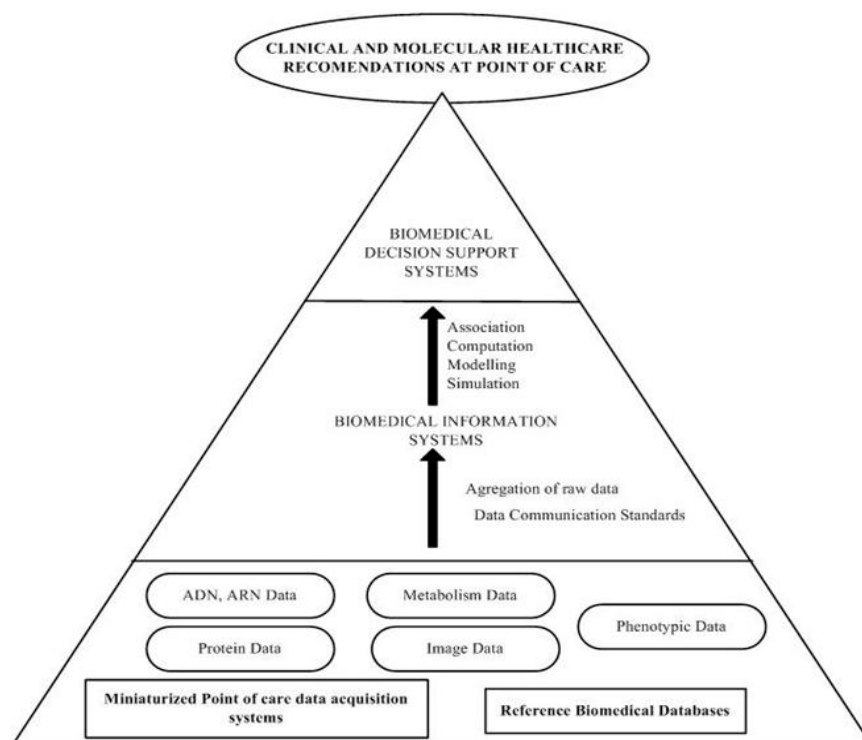 CLINICAL AND MOLECULAR HEALTHCARE
RECOMENDATIONS AT POINT OF CARE
BIOMEDICAL
DECISION SUPPORT
SYSTEMS
Association
Computation
Modelling
Simulation
BIOMEDICAL INFORMATION
SYSTEMS
Agregation of raw data
Data Communication Standards
ADN, ARN Data
Metabolism Data
Phenotypic Data
Protein Data
Image Data
Miniaturized Point of care data acquisition
systems
Reference Biomedical Databases